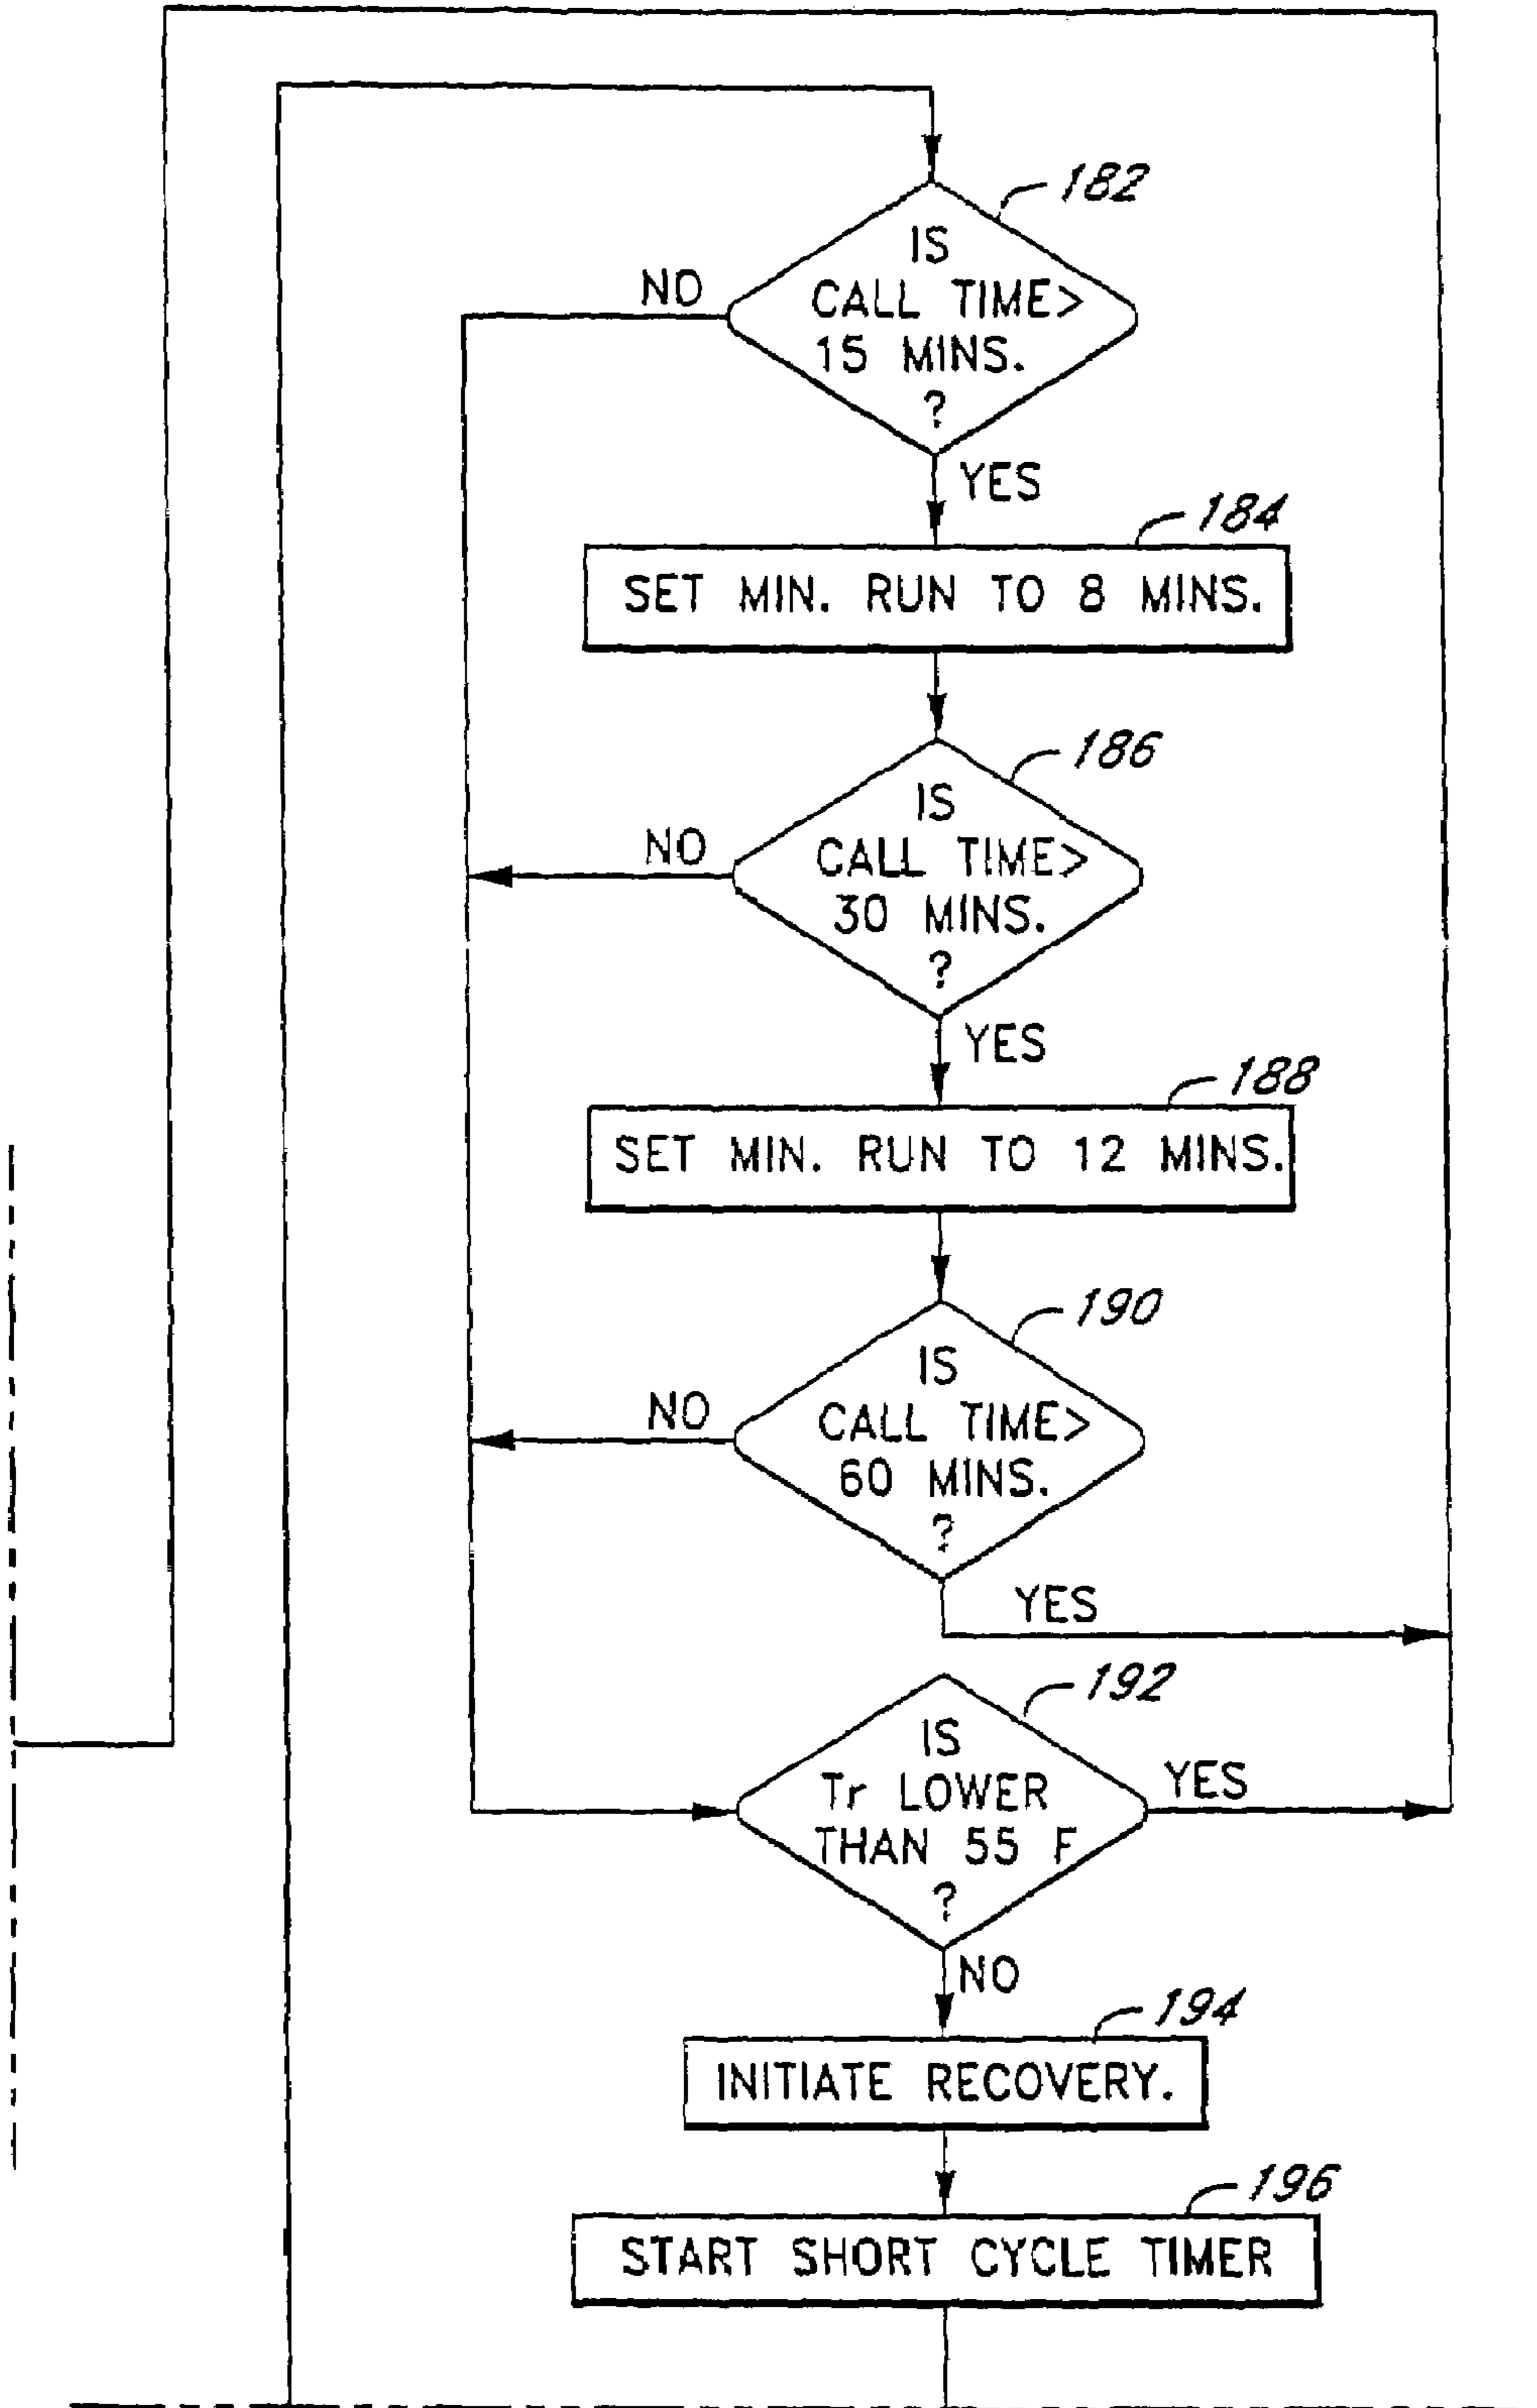 182
IS
CALL TIME>
15 MINS.
?
NO
YES
184
SET MIN. RUN TO 8 MINS.
186
IS
CALL TIME>
30 MINS.
?
NO
YES
188
SET MIN. RUN TO 12 MINS.
190
IS
CALL TIME>
60 MINS.
?
NO
YES
192
IS
Tr LOWER
THAN 55 F
?
YES
NO
194
INITIATE RECOVERY.
196
START SHORT CYCLE TIMER